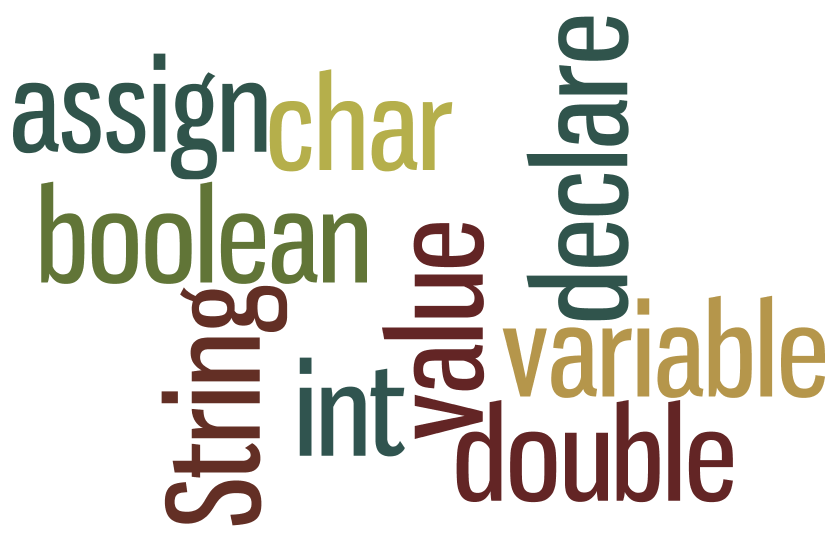 assign
char
declare
boolean
value
String
variable
int
double